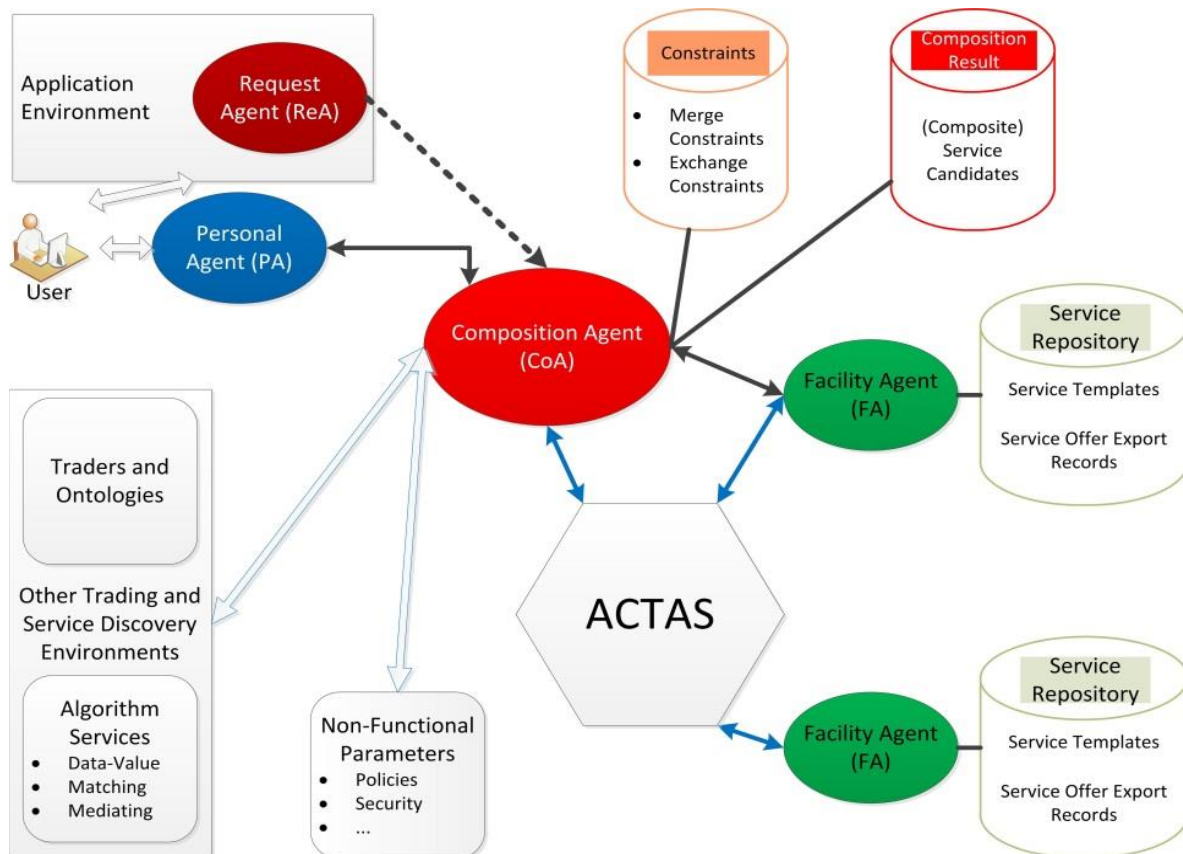 Application
Environment
Request
Agent (ReA)
User
Personal
Agent (PA)
Constraints
• Merge
Constraints
• Exchange
Constraints
Composition
Result
(Composite)
Service
Candidates
Composition Agent
(CoA)
Facility Agent
(FA)
Service
Repository
Service Templates
Service Offer Export
Records
Traders and
Ontologies
Other Trading and
Service Discovery
Environments
Algorithm
Services
• Data-Value
• Matching
• Mediating
Non-Functional
Parameters
• Policies
• Security
• ...
ACTAS
Facility Agent
(FA)
Service
Repository
Service Templates
Service Offer Export
Records